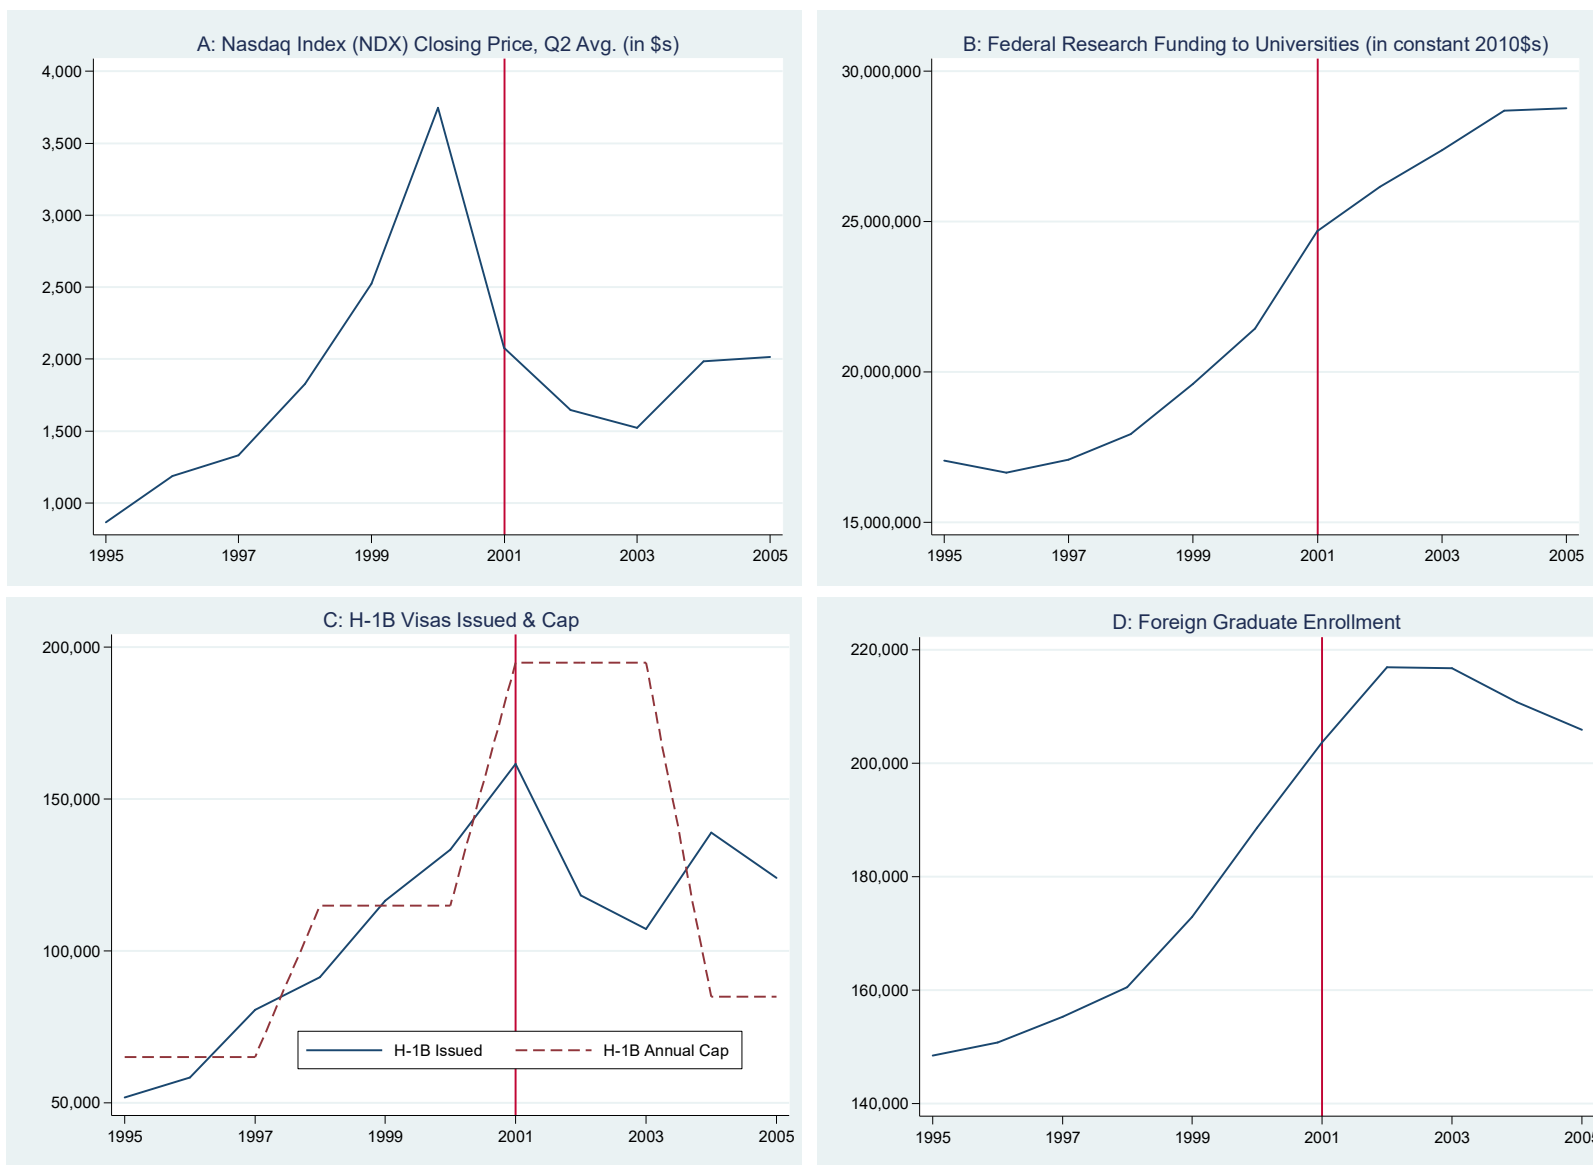 A: Nasdaq Index (NDX) Closing Price, Q2 Avg. (in $s)
4,000
3,500
3,000
2,500
2,000
1,500
1,000
1995 1997 1999 2001 2003 2005
B: Federal Research Funding to Universities (in constant 2010$s)
30,000,000
25,000,000
20,000,000
15,000,000
1995 1997 1999 2001 2003 2005
C: H-1B Visas Issued & Cap
200,000
150,000
100,000
50,000
H-1B Issued H-1B Annual Cap
1995 1997 1999 2001 2003 2005
D: Foreign Graduate Enrollment
220,000
200,000
180,000
160,000
140,000
1995 1997 1999 2001 2003 2005